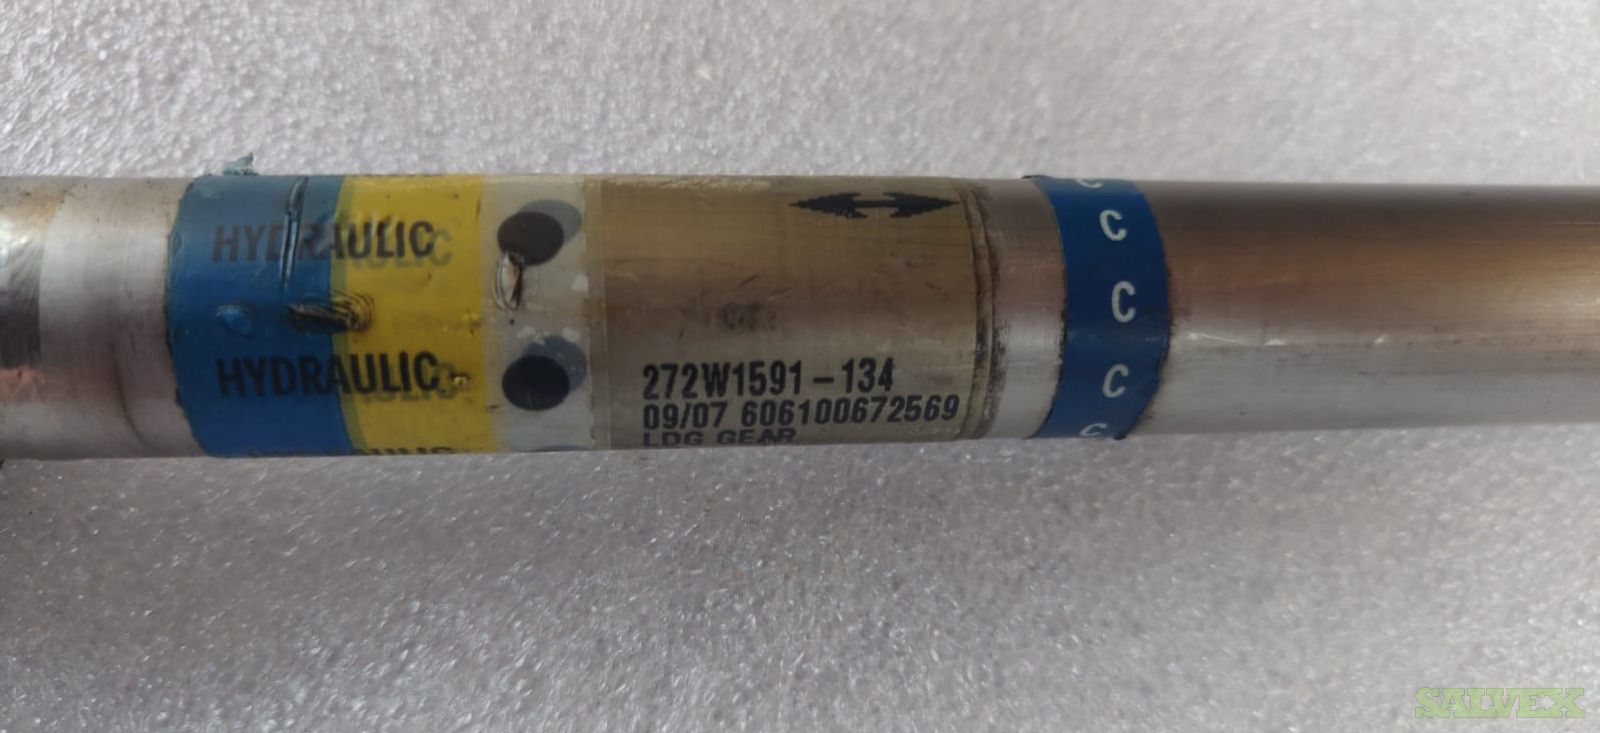 HYDRAULIC
HYDRAULIC
272W1591-134
09/07 606100672569
LDG GEAR
C
C
C
C
C
SALVEX